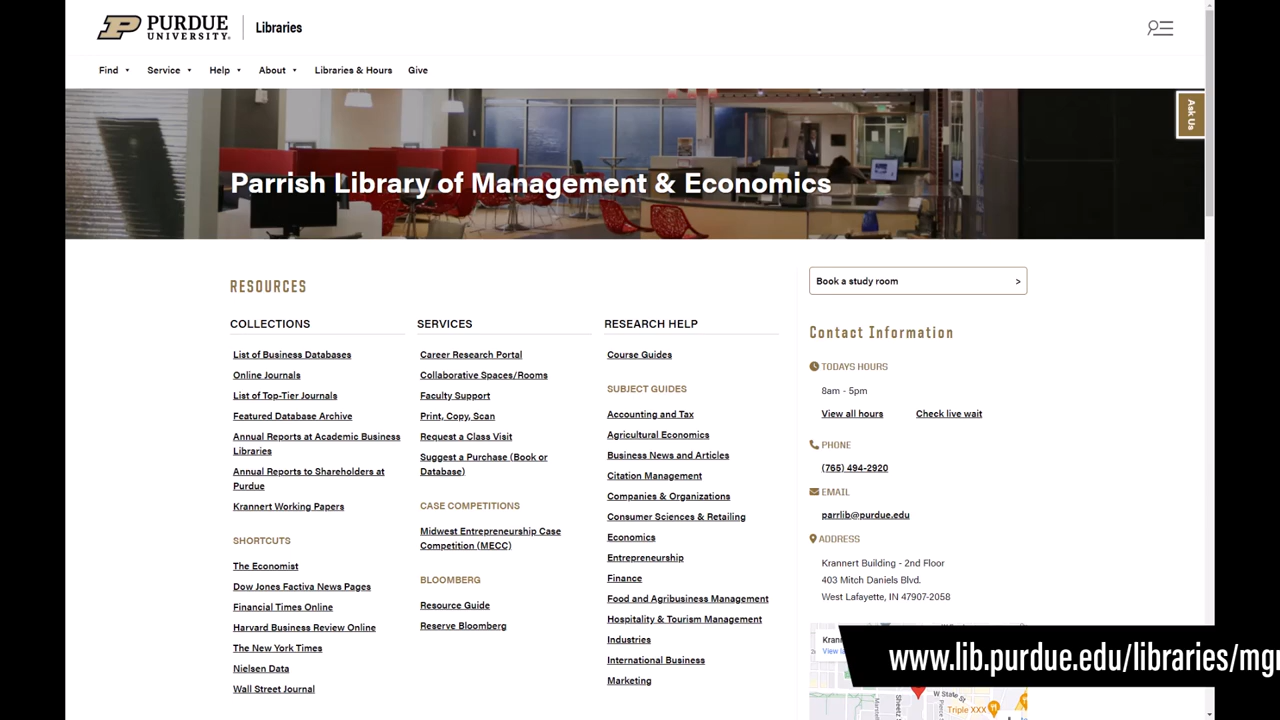 PURDUE
UNIVERSITY.
Libraries
Find
Service
Help
About
Libraries & Hours
Give
Ask Us
Parrish Library of Management & Economics
RESOURCES
COLLECTIONS
List of Business Databases
Online Journals
List of Top-Tier Journals
Featured Database Archive
Annual Reports at Academic Business
Libraries
Annual Reports to Shareholders at
Purdue
Krannert Working Papers
SHORTCUTS
The Economist
Dow Jones Factiva News Pages
Financial Times Online
Harvard Business Review Online
The New York Times
Nielsen Data
Wall Street Journal
SERVICES
Career Research Portal
Collaborative Spaces/Rooms
Faculty Support
Print, Copy, Scan
Request a Class Visit
Suggest a Purchase (Book or
Database)
CASE COMPETITIONS
Midwest Entrepreneurship Case
Competition (MECC)
BLOOMBERG
Resource Guide
Reserve Bloomberg
RESEARCH HELP
Course Guides
SUBJECT GUIDES
Accounting and Tax
Agricultural Economics
Business News and Articles
Citation Management
Companies & Organizations
Consumer Sciences & Retailing
Economics
Entrepreneurship
Finance
Food and Agribusiness Management
Hospitality & Tourism Management
Industries
International Business
Marketing
Book a study room >
Contact Information
TODAYS HOURS
8am - 5pm
View all hours
Check live wait
PHONE
(765) 494-2920
EMAIL
parrlib@purdue.edu
ADDRESS
Krannert Building - 2nd Floor
403 Mitch Daniels Blvd.
West Lafayette, IN 47907-2058
W State St
Triple XXX
www.lib.purdue.edu/libraries/mg